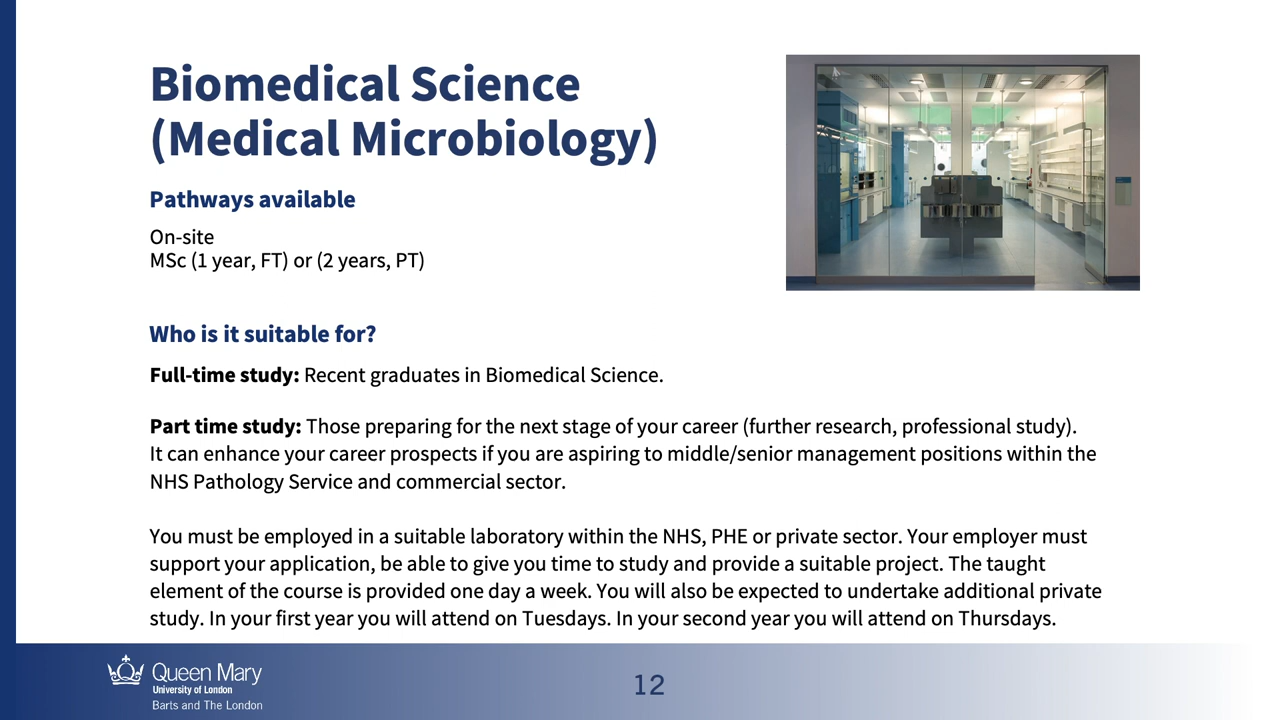 Biomedical Science
(Medical Microbiology)
Pathways available
On-site
MSc (1 year, FT) or (2 years, PT)
Who is it suitable for?
Full-time study: Recent graduates in Biomedical Science.
Part time study: Those preparing for the next stage of your career (further research, professional study).
It can enhance your career prospects if you are aspiring to middle/senior management positions within the
NHS Pathology Service and commercial sector.
You must be employed in a suitable laboratory within the NHS, PHE or private sector. Your employer must
support your application, be able to give you time to study and provide a suitable project. The taught
element of the course is provided one day a week. You will also be expected to undertake additional private
study. In your first year you will attend on Tuesdays. In your second year you will attend on Thursdays.
Queen Mary
University of London
Barts and The London
12